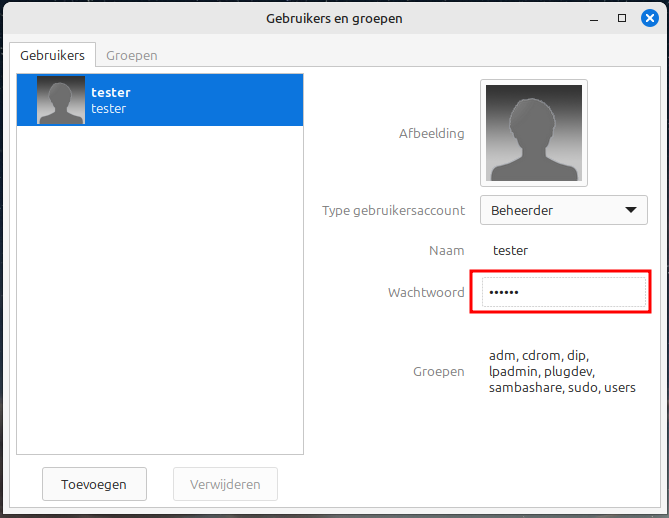 Gebruikers en groepen
Gebruikers
Groepen
tester
tester
Afbeelding
Type gebruikersaccount
Beheerder
Naam
tester
Wachtwoord
••••••
Groepen
adm, cdrom, dip,
lpadmin, plugdev,
sambashare, sudo, users
Toevoegen
Verwijderen